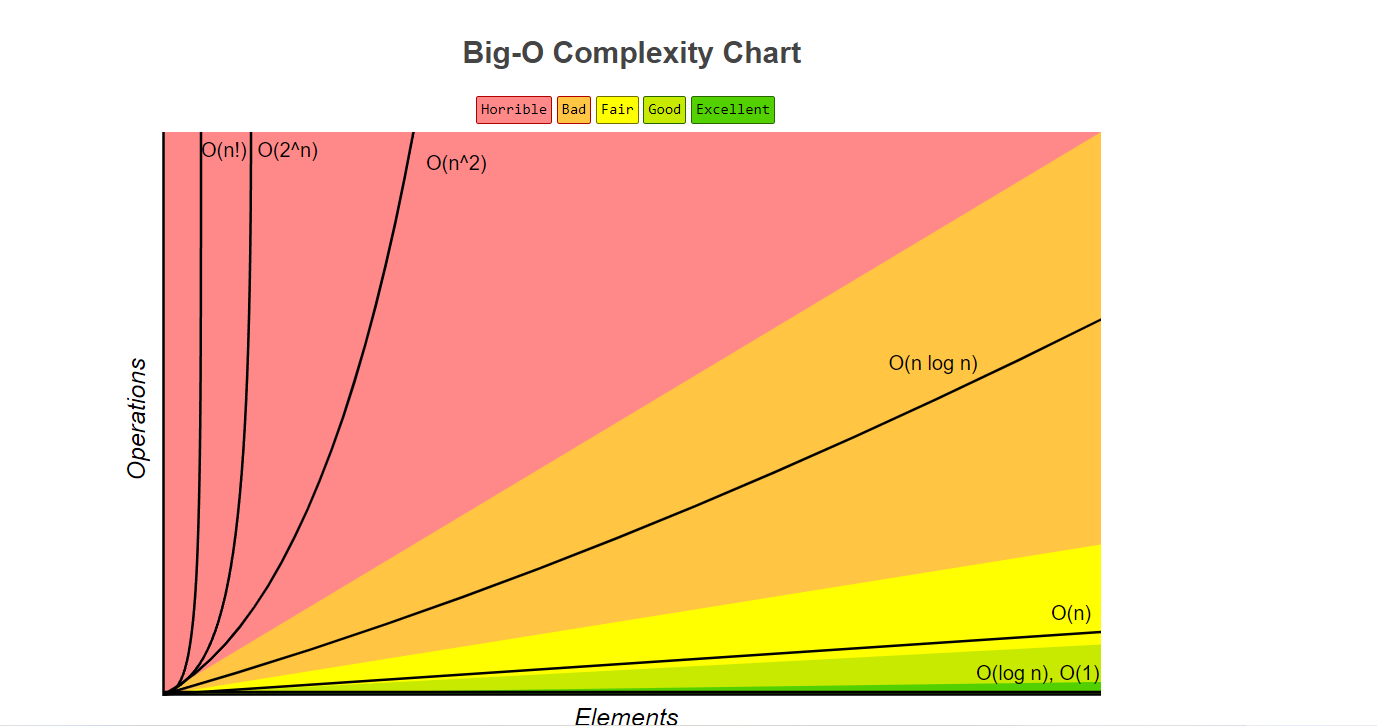 Big-O Complexity Chart
Horrible Bad Fair Good Excellent
O(n!) O(2^n)
O(n^2)
O(n log n)
Operations
O(n)
O(log n), O(1)
Elements